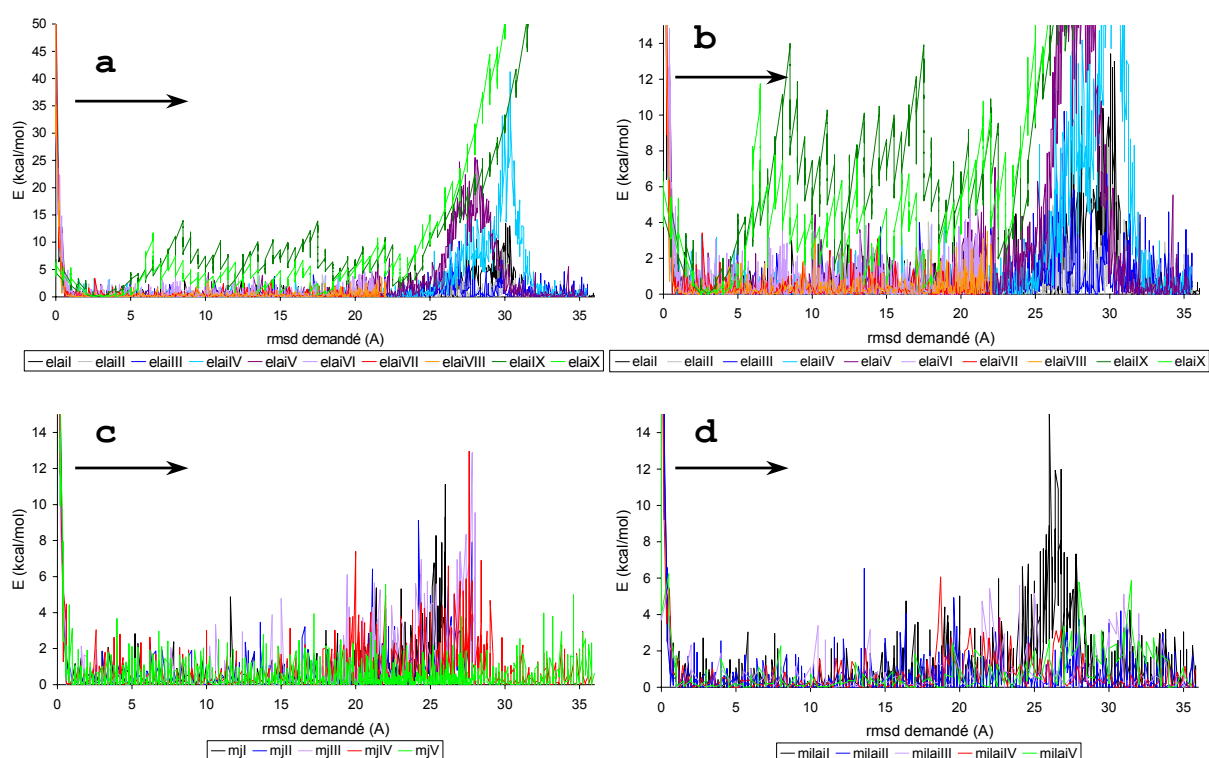 a
E (kcal/mol)
50
45
40
35
30
25
20
15
10
5
0
0 5 10 15 20 25 30 35
rmsd demandé (A)
elaiI elaiII elaiIII elaiIV elaiV elaiVI elaiVII elaiVIII elaiIX elaiX
b
E (kcal/mol)
14
12
10
8
6
4
2
0
0 5 10 15 20 25 30 35
rmsd demandé (A)
elaiI elaiII elaiIII elaiIV elaiV elaiVI elaiVII elaiVIII elaiIX elaiX
c
E (kcal/mol)
14
12
10
8
6
4
2
0
0 5 10 15 20 25 30 35
rmsd demandé (A)
mjI mjII mjIII mjIV mjV
d
E (kcal/mol)
14
12
10
8
6
4
2
0
0 5 10 15 20 25 30 35
rmsd demandé (A)
milaiI milaiII milaiIII milaiIV milaiV